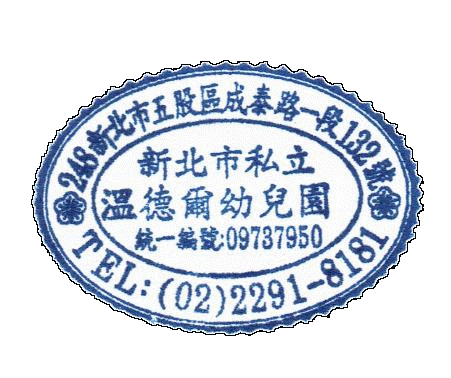 248新北市五股區成泰路一段132號
新北市私立
溫德爾幼兒園
統一編號:09737950
TEL:(02)2291-8181